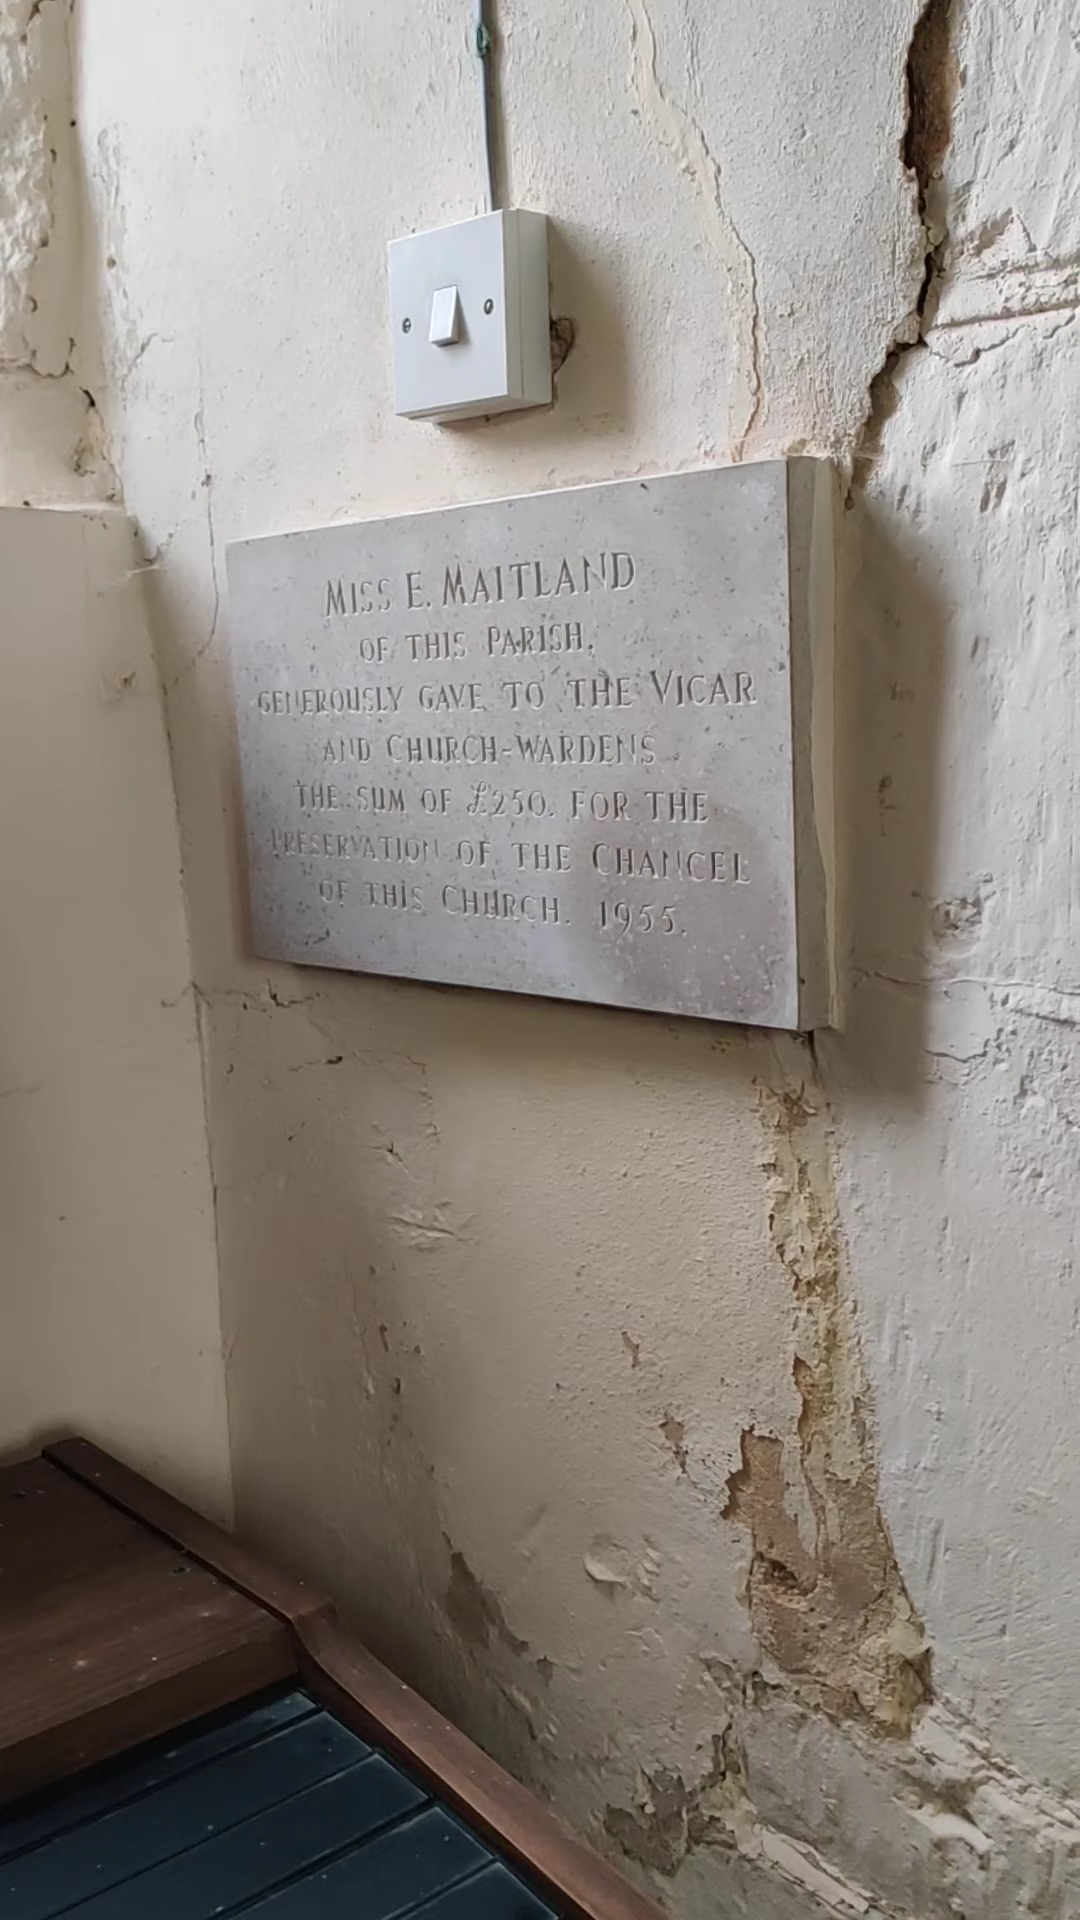 MISS E. MAITLAND
OF THIS PARISH,
GENEROUSLY GAVE TO THE VICAR
AND CHURCH-WARDENS
THE SUM OF £250. FOR THE
PRESERVATION OF THE CHANCEL
OF THIS CHURCH. 1955.